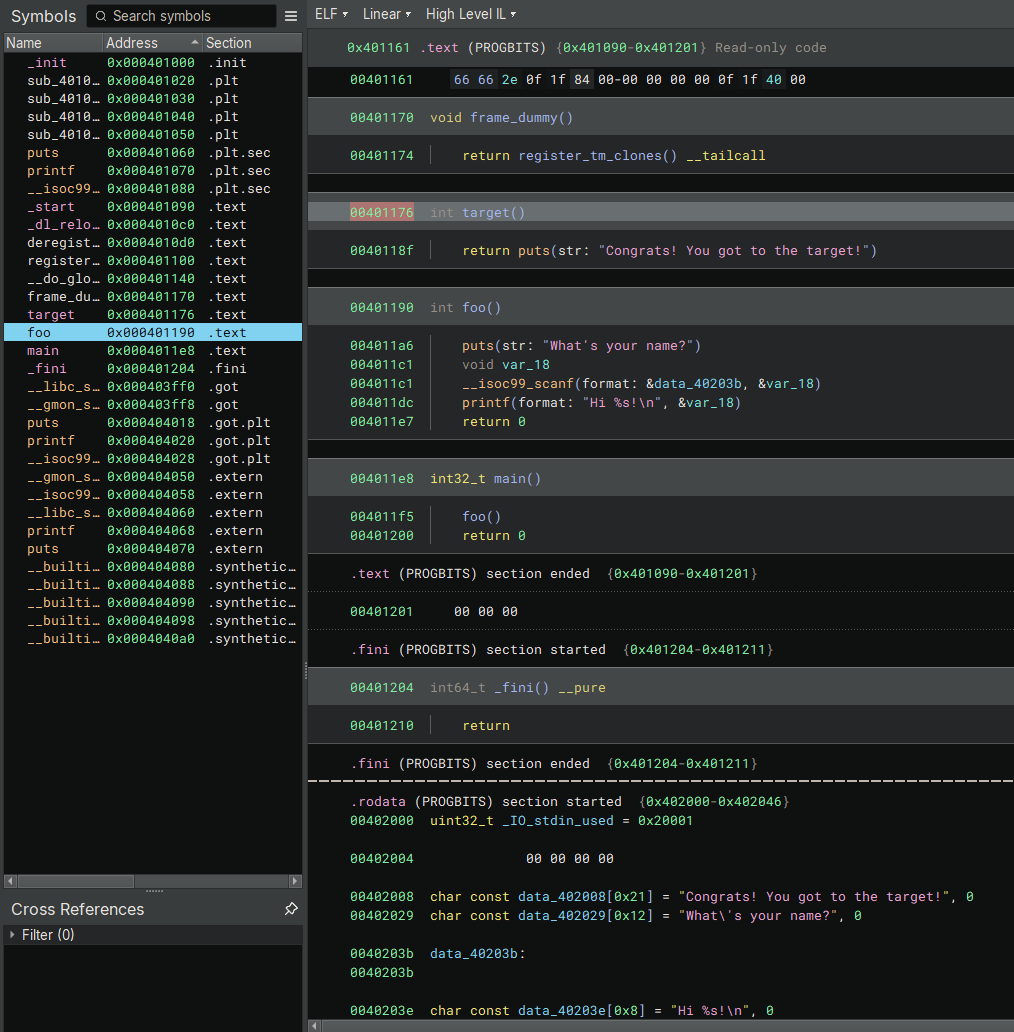 Symbols
Search symbols
Name Address Section
_init 0x000401000 .init
sub_4010… 0x000401020 .plt
sub_4010… 0x000401030 .plt
sub_4010… 0x000401040 .plt
sub_4010… 0x000401050 .plt
puts 0x000401060 .plt.sec
printf 0x000401070 .plt.sec
__isoc99… 0x000401080 .plt.sec
_start 0x000401090 .text
_dl_relo… 0x0004010c0 .text
deregist… 0x0004010d0 .text
register… 0x000401100 .text
__do_glo… 0x000401140 .text
frame_du… 0x000401170 .text
target 0x000401176 .text
foo 0x000401190 .text
main 0x0004011e8 .text
_fini 0x000401204 .fini
__libc_s… 0x000403ff0 .got
__gmon_s… 0x000403ff8 .got
puts 0x000404018 .got.plt
printf 0x000404020 .got.plt
__isoc99… 0x000404028 .got.plt
__gmon_s… 0x000404050 .extern
__isoc99… 0x000404058 .extern
__libc_s… 0x000404060 .extern
printf 0x000404068 .extern
puts 0x000404070 .extern
__builti… 0x000404080 .synthetic…
__builti… 0x000404088 .synthetic…
__builti… 0x000404090 .synthetic…
__builti… 0x000404098 .synthetic…
__builti… 0x0004040a0 .synthetic…
Cross References
Filter (0)
ELF Linear High Level IL
0x401161 .text (PROGBITS) {0x401090-0x401201} Read-only code
00401161 66 66 2e 0f 1f 84 00-00 00 00 00 0f 1f 40 00
00401170 void frame_dummy()
00401174 return register_tm_clones() __tailcall
00401176 int target()
0040118f return puts(str: "Congrats! You got to the target!")
00401190 int foo()
004011a6 puts(str: "What's your name?")
004011c1 void var_18
004011c1 __isoc99_scanf(format: &data_40203b, &var_18)
004011dc printf(format: "Hi %s!\n", &var_18)
004011e7 return 0
004011e8 int32_t main()
004011f5 foo()
00401200 return 0
.text (PROGBITS) section ended {0x401090-0x401201}
00401201 00 00 00
.fini (PROGBITS) section started {0x401204-0x401211}
00401204 int64_t _fini() __pure
00401210 return
.fini (PROGBITS) section ended {0x401204-0x401211}
.rodata (PROGBITS) section started {0x402000-0x402046}
00402000 uint32_t _IO_stdin_used = 0x20001
00402004 00 00 00 00
00402008 char const data_402008[0x21] = "Congrats! You got to the target!", 0
00402029 char const data_402029[0x12] = "What\'s your name?", 0
0040203b data_40203b:
0040203b
0040203e char const data_40203e[0x8] = "Hi %s!\n", 0